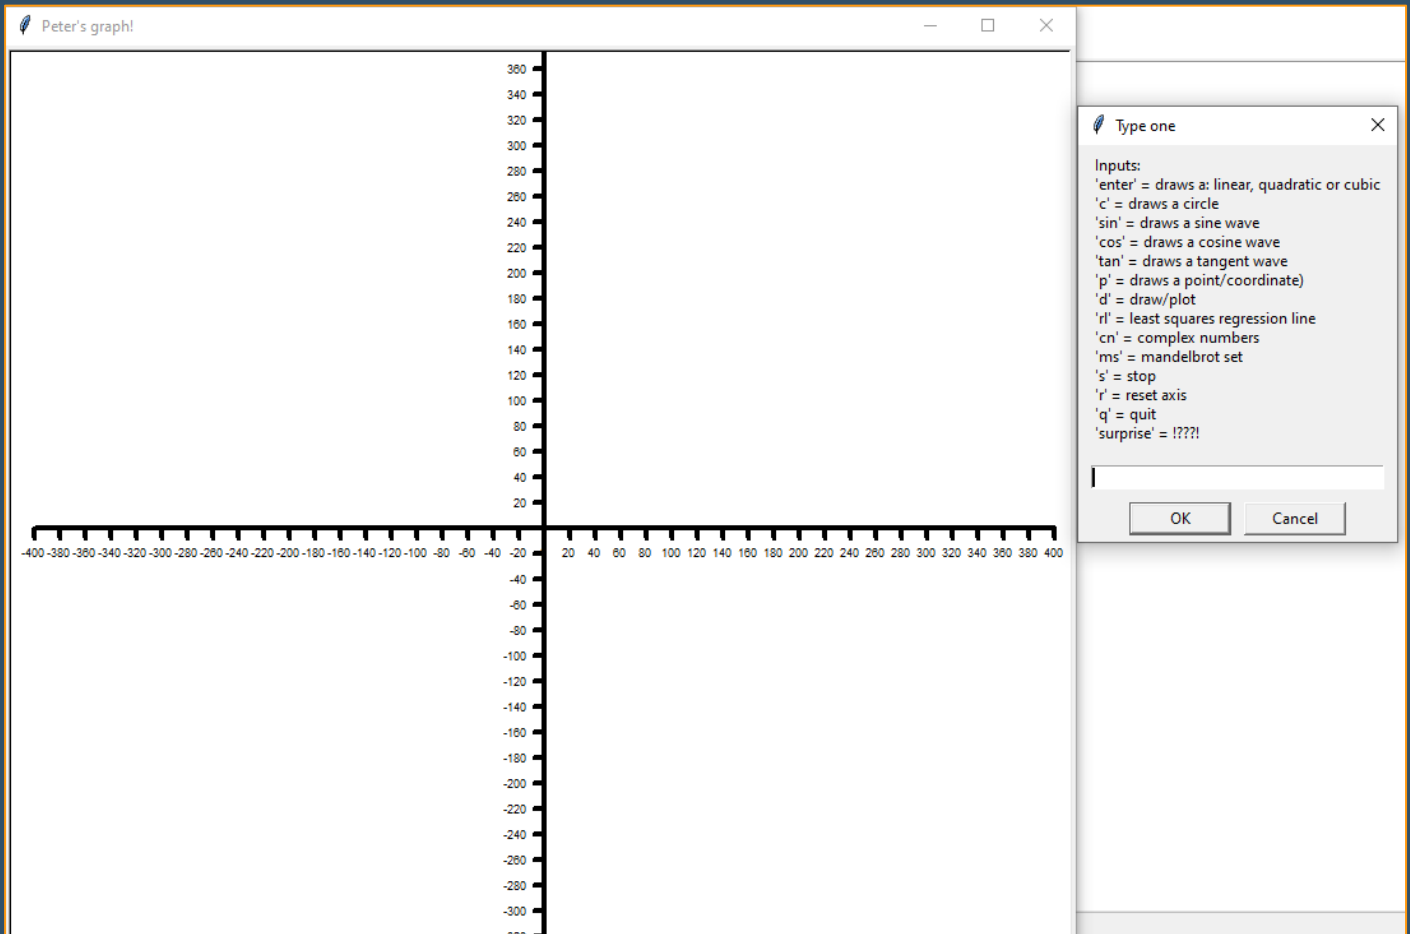 Peter's graph!
360
340
320
300
280
260
240
220
200
180
160
140
120
100
80
60
40
20
-400 -380 -360 -340 -320 -300 -280 -260 -240 -220 -200 -180 -160 -140 -120 -100 -80 -60 -40 -20 20 40 60 80 100 120 140 160 180 200 220 240 260 280 300 320 340 360 380 400
-40
-60
-80
-100
-120
-140
-160
-180
-200
-220
-240
-260
-280
-300
Type one
Inputs:
'enter' = draws a: linear, quadratic or cubic
'c' = draws a circle
'sin' = draws a sine wave
'cos' = draws a cosine wave
'tan' = draws a tangent wave
'p' = draws a point/coordinate)
'd' = draw/plot
'rl' = least squares regression line
'cn' = complex numbers
'ms' = mandelbrot set
's' = stop
'r' = reset axis
'q' = quit
'surprise' = !???!
OK Cancel